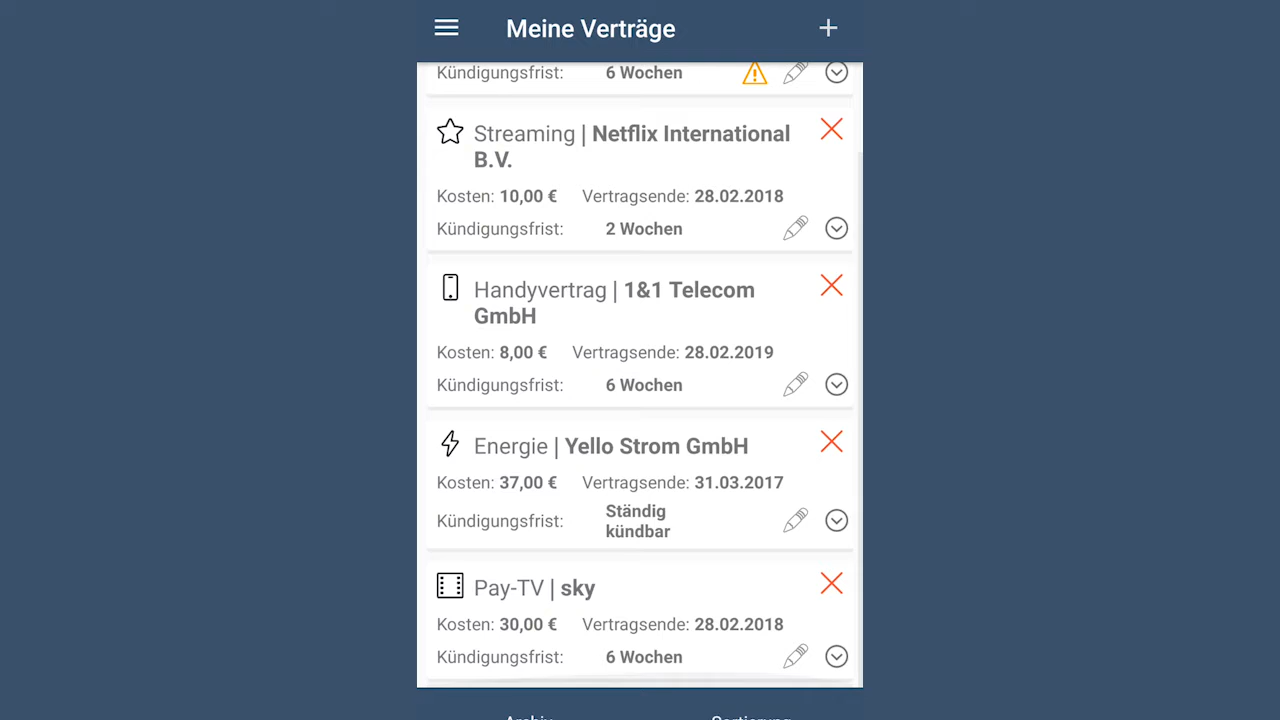 Meine Verträge
Kündigungsfrist: 6 Wochen
Streaming | Netflix International
B.V.
Kosten: 10,00 € Vertragsende: 28.02.2018
Kündigungsfrist: 2 Wochen
Handyvertrag | 1&1 Telecom
GmbH
Kosten: 8,00 € Vertragsende: 28.02.2019
Kündigungsfrist: 6 Wochen
Energie | Yello Strom GmbH
Kosten: 37,00 € Vertragsende: 31.03.2017
Kündigungsfrist: Ständig
kündbar
Pay-TV | sky
Kosten: 30,00 € Vertragsende: 28.02.2018
Kündigungsfrist: 6 Wochen
Archiv Sortierung